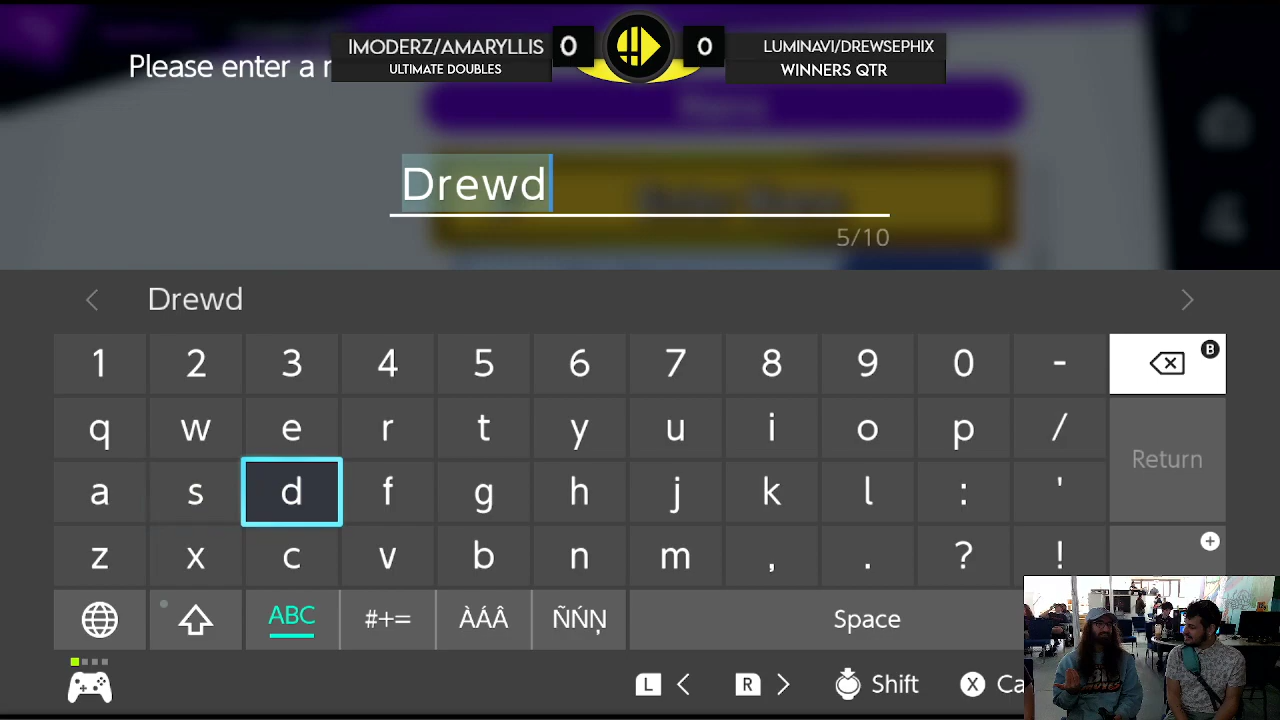 IMODERZ/AMARYLLIS 0 0 LUMINAVI/DREWSEPHIX
ULTIMATE DOUBLES WINNERS QTR
Please enter a
Drewd
5/10
Drewd
1 2 3 4 5 6 7 8 9 0 - B
q w e r t y u i o p / Return
a s d f g h j k l : '
z x c v b n m , . ? ! +
ABC #+= ÀÁÂ ÑŃŅ Space
L R Shift X